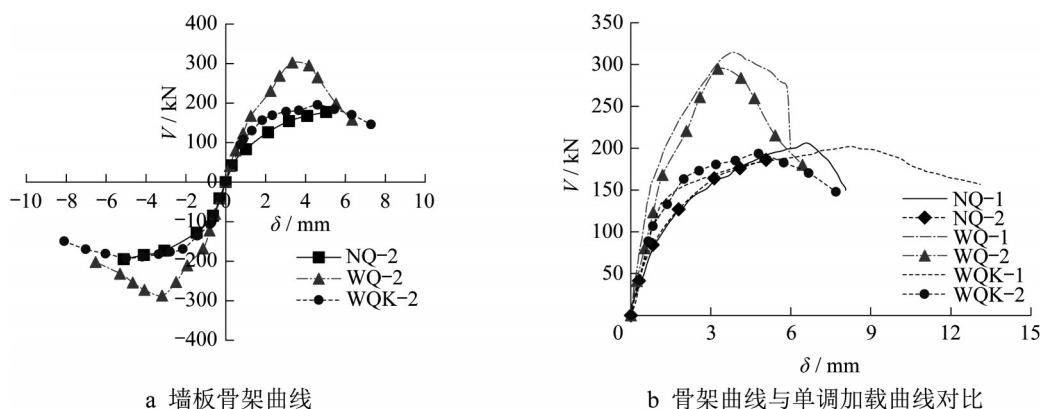 400
300
200
100
0
−100
−200
−300
−400
V / kN
−10 −8 −6 −4 −2 0 2 4 6 8 10
δ / mm
NQ−2
WQ−2
WQK−2
a 墙板骨架曲线
350
300
250
200
150
100
50
0
V / kN
0 3 6 9 12 15
δ / mm
NQ−1
NQ−2
WQ−1
WQ−2
WQK−1
WQK−2
b 骨架曲线与单调加载曲线对比